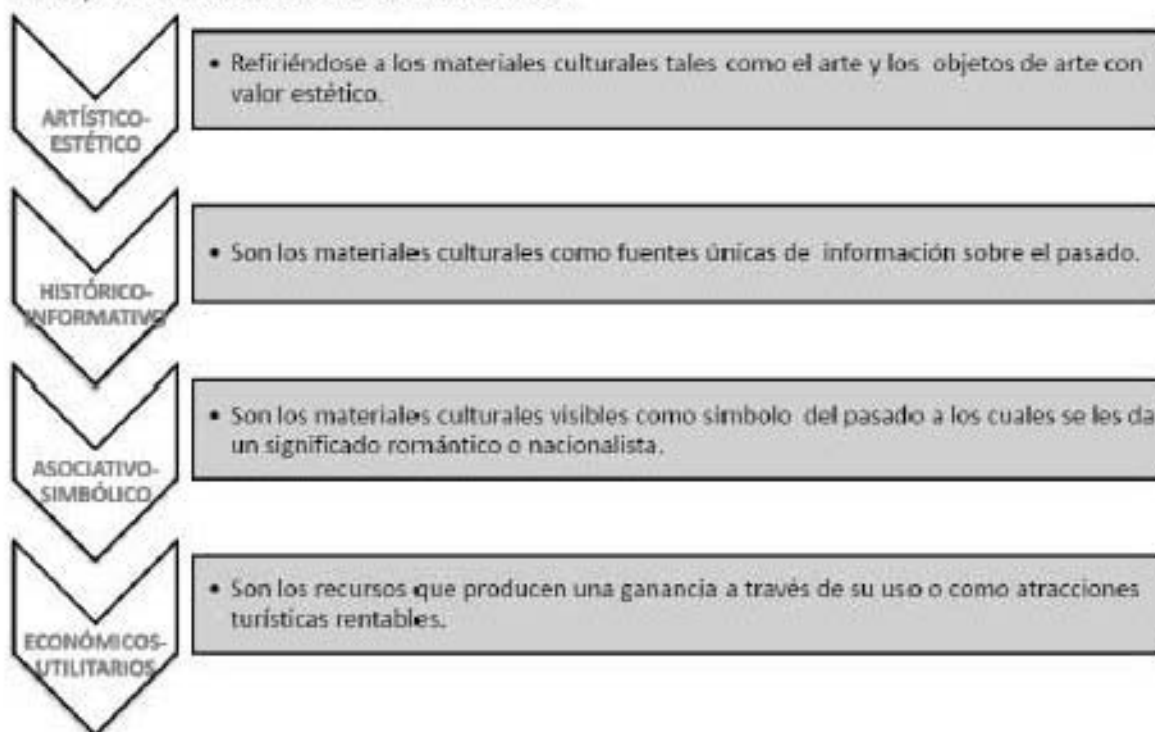 ARTÍSTICO-
ESTÉTICO
• Refiriéndose a los materiales culturales tales como el arte y los objetos de arte con
valor estético.
HISTÓRICO-
INFORMATIVO
• Son los materiales culturales como fuentes únicas de información sobre el pasado.
ASOCIATIVO-
SIMBÓLICO
• Son los materiales culturales visibles como simbolo del pasado a los cuales se les da
un significado romántico o nacionalista.
ECONÓMICOS-
UTILITARIOS
• Son los recursos que producen una ganancia a través de su uso o como atracciones
turísticas rentables.